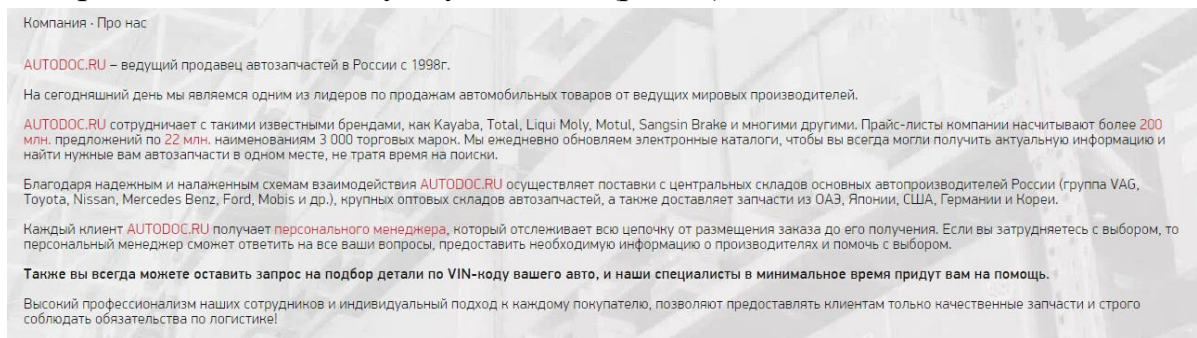 Компания · Про нас
AUTODOC.RU – ведущий продавец автозапчастей в России с 1998г.
На сегодняшний день мы являемся одним из лидеров по продажам автомобильных товаров от ведущих мировых производителей.
AUTODOC.RU сотрудничает с такими известными брендами, как Kayaba, Total, Liqui Moly, Motul, Sangsin Brake и многими другими. Прайс-листы компании насчитывают более 200
млн. предложений по 22 млн. наименованиям 3 000 торговых марок. Мы ежедневно обновляем электронные каталоги, чтобы вы всегда могли получить актуальную информацию и
найти нужные вам автозапчасти в одном месте, не тратя время на поиски.
Благодаря надежным и налаженным схемам взаимодействия AUTODOC.RU осуществляет поставки с центральных складов основных автопроизводителей России (группа VAG,
Toyota, Nissan, Mercedes Benz, Ford, Mobis и др.), крупных оптовых складов автозапчастей, а также доставляет запчасти из ОАЭ, Японии, США, Германии и Кореи.
Каждый клиент AUTODOC.RU получает персонального менеджера, который отслеживает всю цепочку от размещения заказа до его получения. Если вы затрудняетесь с выбором, то
персональный менеджер сможет ответить на все ваши вопросы, предоставить необходимую информацию о производителях и помочь с выбором.
Также вы всегда можете оставить запрос на подбор детали по VIN-коду вашего авто, и наши специалисты в минимальное время придут вам на помощь.
Высокий профессионализм наших сотрудников и индивидуальный подход к каждому покупателю, позволяют предоставлять клиентам только качественные запчасти и строго
соблюдать обязательства по логистике!